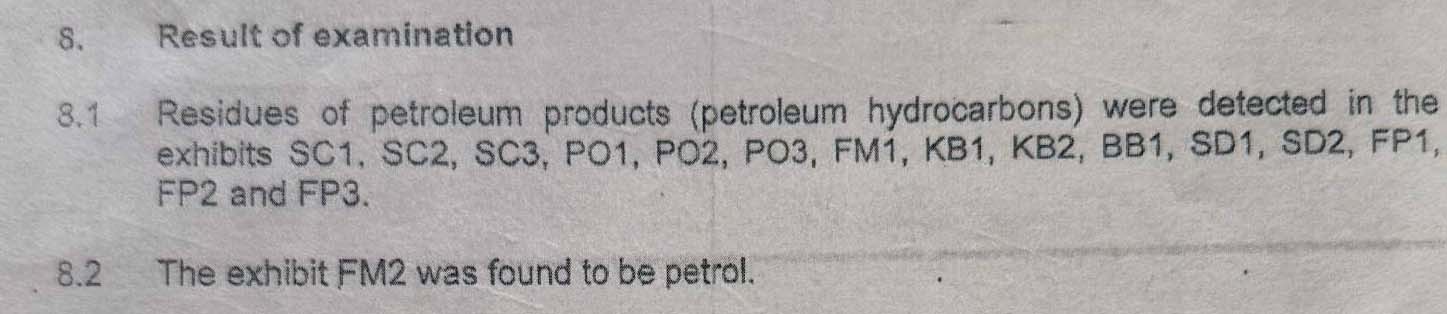 8. Result of examination
8.1 Residues of petroleum products (petroleum hydrocarbons) were detected in the
exhibits SC1, SC2, SC3, PO1, PO2, PO3, FM1, KB1, KB2, BB1, SD1, SD2, FP1,
FP2 and FP3.
8.2 The exhibit FM2 was found to be petrol.